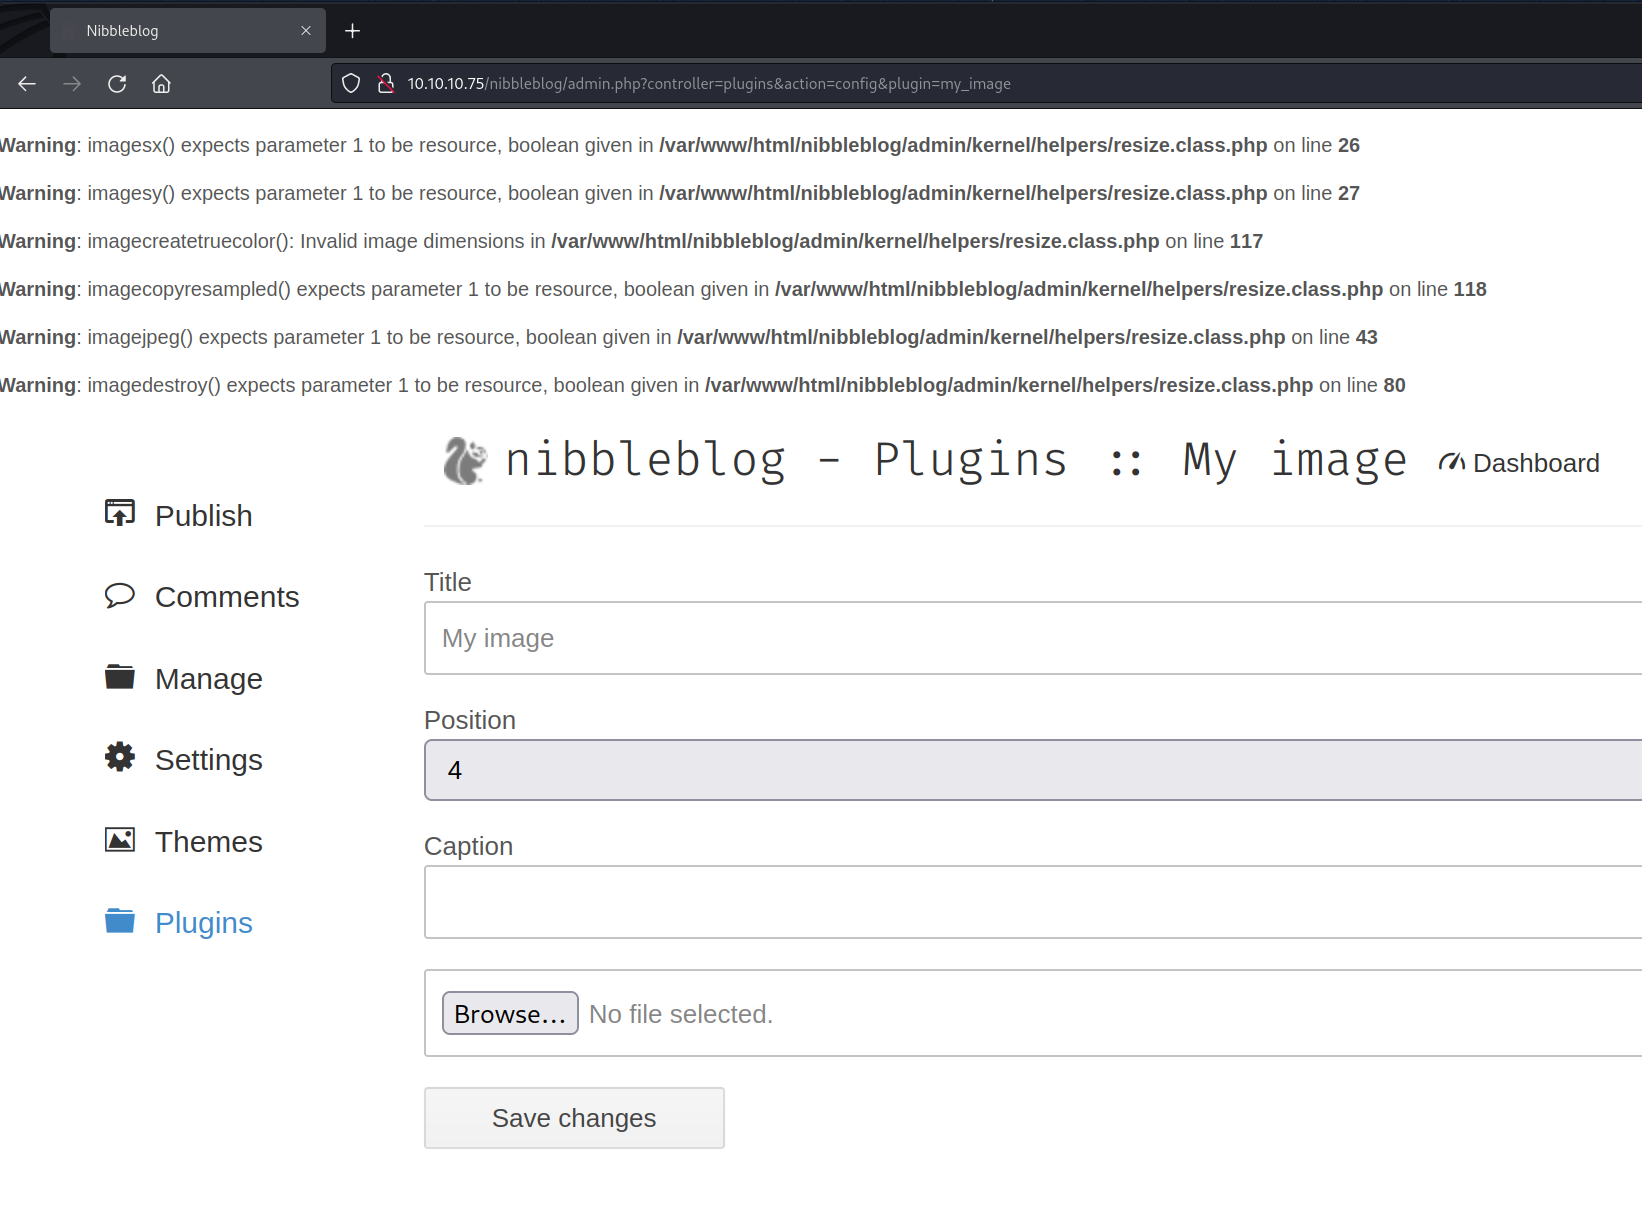 Nibbleblog
10.10.10.75/nibbleblog/admin.php?controller=plugins&action=config&plugin=my_image
Warning: imagesx() expects parameter 1 to be resource, boolean given in /var/www/html/nibbleblog/admin/kernel/helpers/resize.class.php on line 26
Warning: imagesy() expects parameter 1 to be resource, boolean given in /var/www/html/nibbleblog/admin/kernel/helpers/resize.class.php on line 27
Warning: imagecreatetruecolor(): Invalid image dimensions in /var/www/html/nibbleblog/admin/kernel/helpers/resize.class.php on line 117
Warning: imagecopyresampled() expects parameter 1 to be resource, boolean given in /var/www/html/nibbleblog/admin/kernel/helpers/resize.class.php on line 118
Warning: imagejpeg() expects parameter 1 to be resource, boolean given in /var/www/html/nibbleblog/admin/kernel/helpers/resize.class.php on line 43
Warning: imagedestroy() expects parameter 1 to be resource, boolean given in /var/www/html/nibbleblog/admin/kernel/helpers/resize.class.php on line 80
nibbleblog - Plugins :: My image Dashboard
Publish
Comments
Manage
Settings
Themes
Plugins
Title
My image
Position
4
Caption
Browse... No file selected.
Save changes